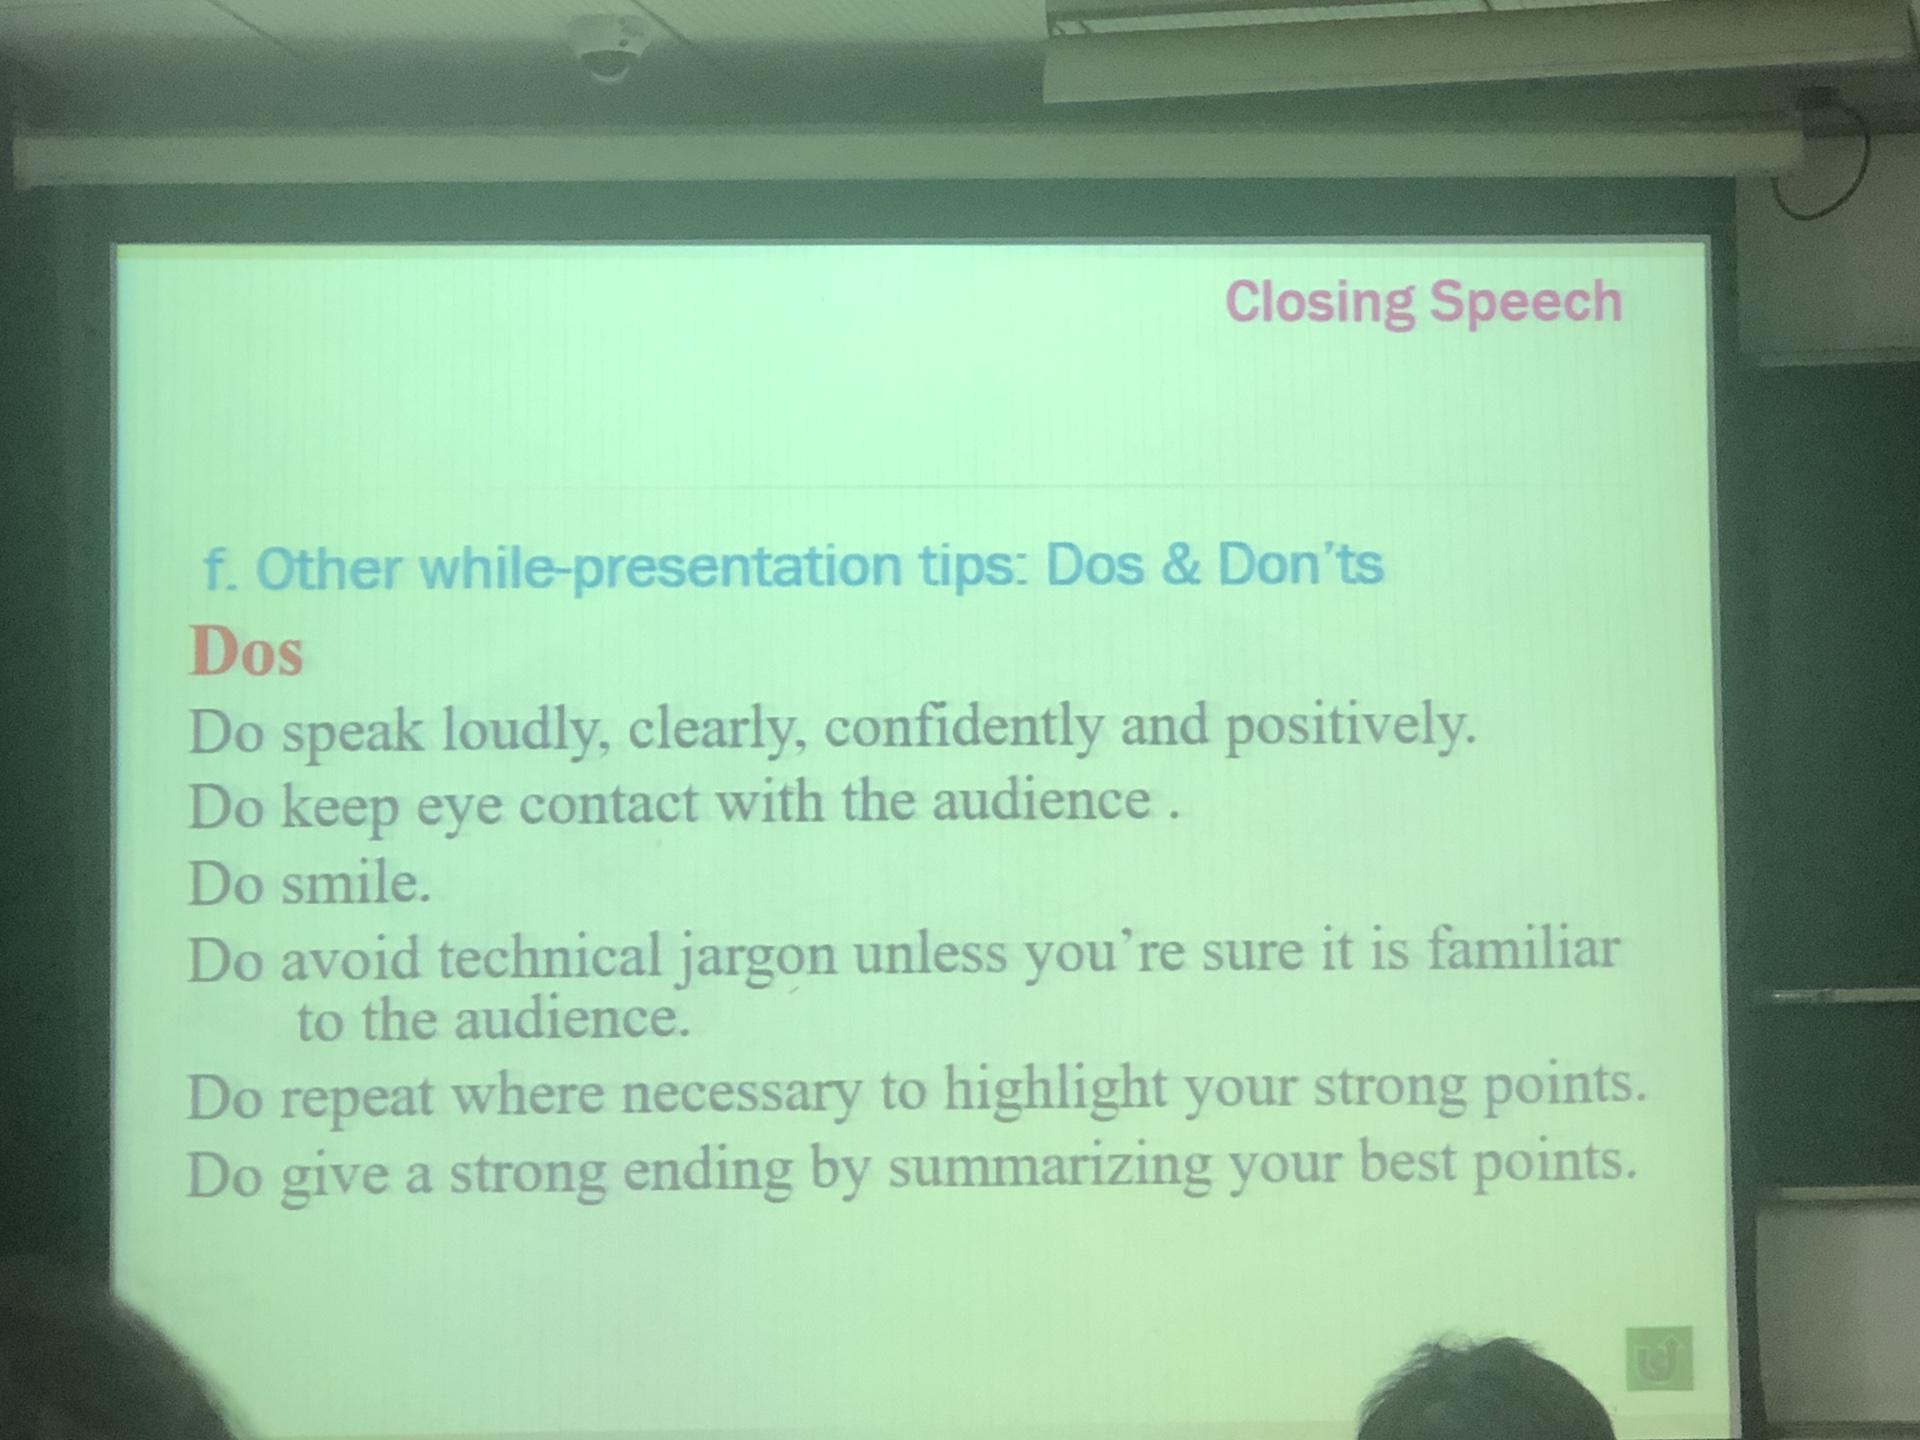 Closing Speech
f. Other while-presentation tips: Dos & Don'ts
Dos
Do speak loudly, clearly, confidently and positively.
Do keep eye contact with the audience .
Do smile.
Do avoid technical jargon unless you're sure it is familiar
to the audience.
Do repeat where necessary to highlight your strong points.
Do give a strong ending by summarizing your best points.